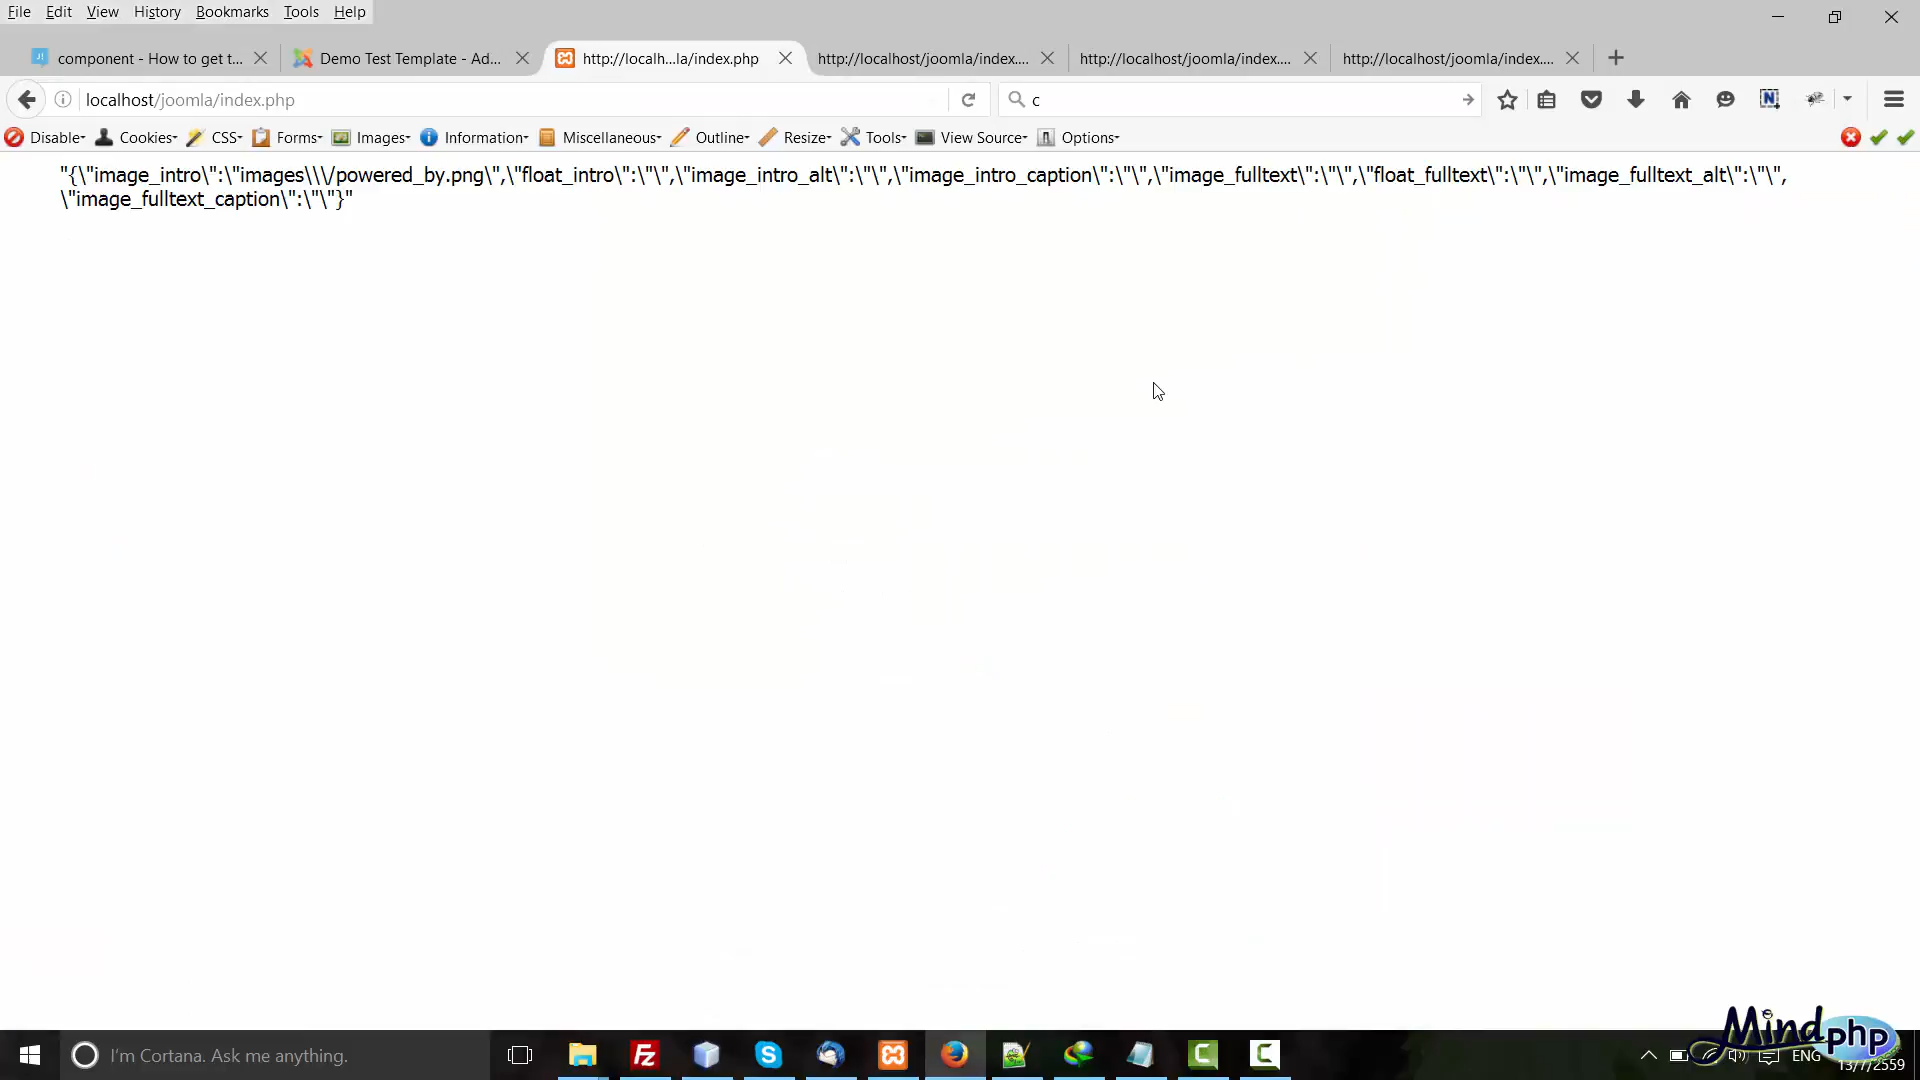 File Edit View History Bookmarks Tools Help
component - How to get t... Demo Test Template - Ad... http://localh...la/index.php http://localhost/joomla/index.... http://localhost/joomla/index.... http://localhost/joomla/index....
localhost/joomla/index.php c
Disable Cookies CSS Forms Images Information Miscellaneous Outline Resize Tools View Source Options
"{\"image_intro\":\"images\\\/powered_by.png\",\"float_intro\":\"\",\"image_intro_alt\":\"\",\"image_intro_caption\":\"\",\"image_fulltext\":\"\",\"float_fulltext\":\"\",\"image_fulltext_alt\":\"\",
\"image_fulltext_caption\":\"\"}"
Mindphp
I'm Cortana. Ask me anything. ENG
13/7/2559